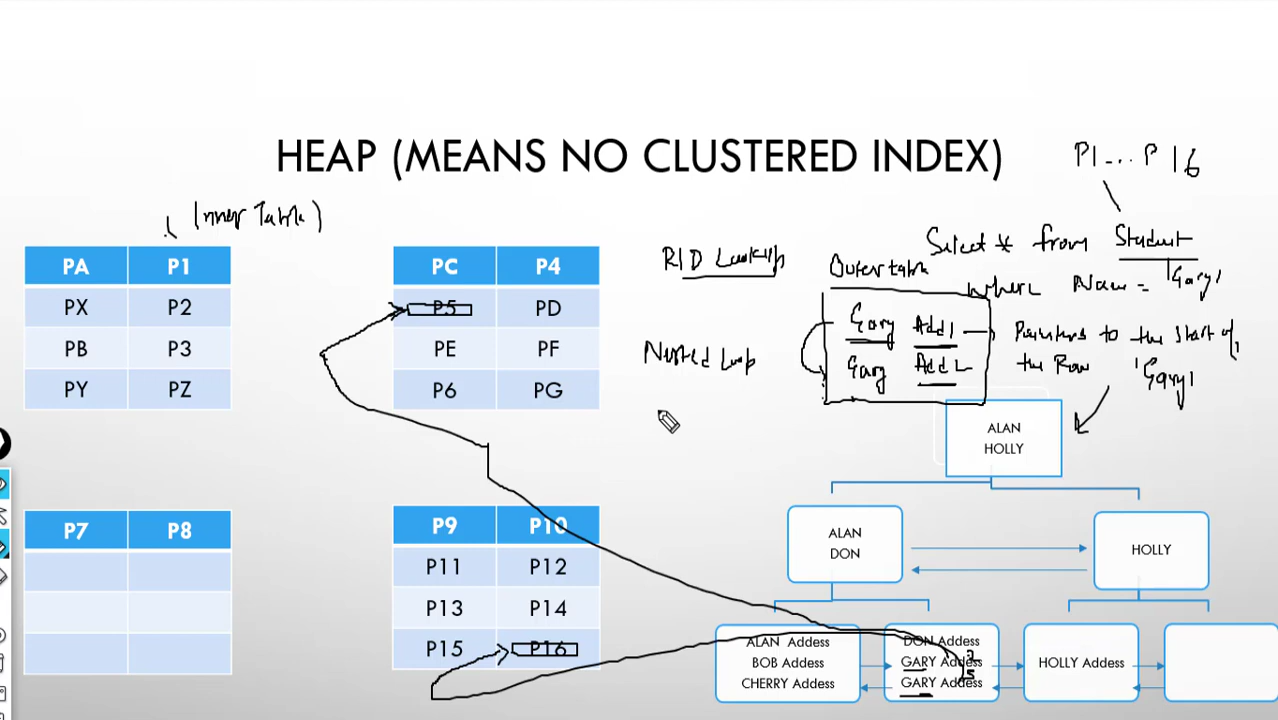 HEAP (MEANS NO CLUSTERED INDEX)
P1 - .. P 16
(Inner Table)
PA P1
PX P2
PB P3
PY PZ
PC P4
P5 PD
PE PF
P6 PG
P7 P8
P9 P10
P11 P12
P13 P14
P15 P16
RID Lookup
Nested Loop
Select * from Student
where Name = 'Gary'
Outer table
Gary Add1
Gary Add2
Pointers to the Start of
the Row 'Gary'
ALAN
HOLLY
ALAN
DON
HOLLY
ALAN Addess
BOB Addess
CHERRY Addess
DON Addess
GARY Addess
GARY Addess
HOLLY Addess